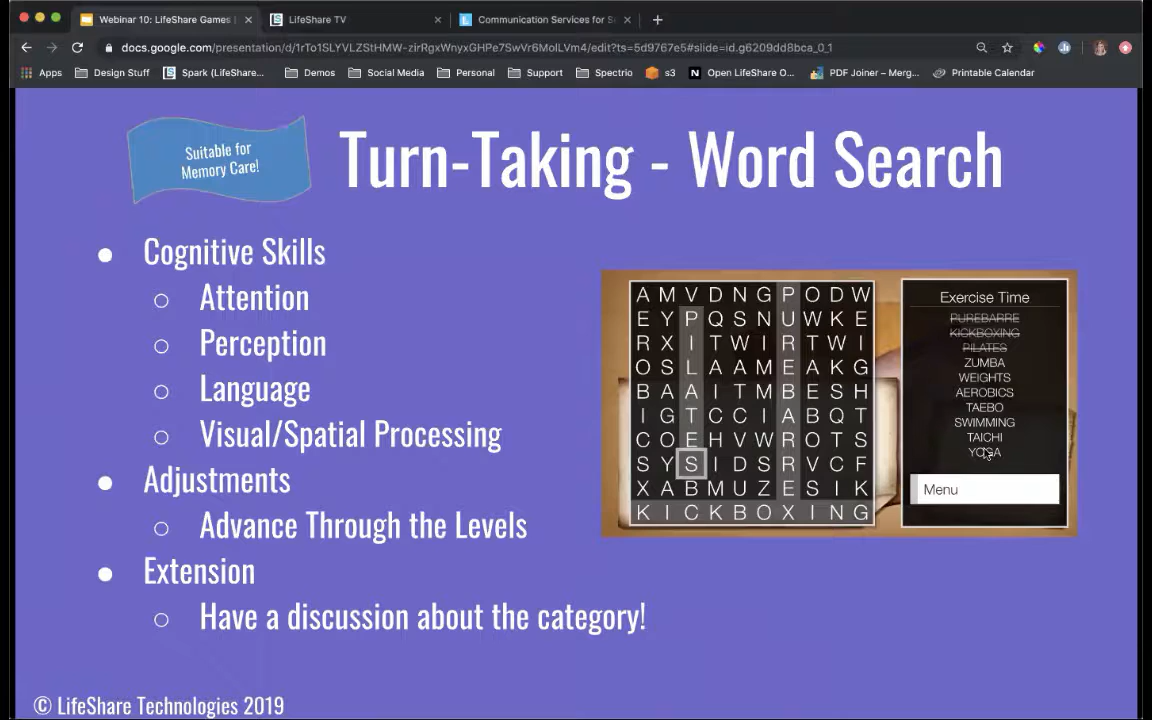 Webinar 10: LifeShare Games
LifeShare TV
Communication Services for S
docs.google.com/presentation/d/1rTo1SLYVLZStHMW-zirRgxWnyxGHPe7SwVr6MolLVm4/edit?ts=5d9767e5#slide=id.g6209dd8bca_0_1
Apps Design Stuff Spark (LifeShare... Demos Social Media Personal Support Spectrio s3 Open LifeShare O... PDF Joiner – Merg... Printable Calendar
Suitable for
Memory Care!
Turn-Taking - Word Search
Cognitive Skills
Attention
Perception
Language
Visual/Spatial Processing
Adjustments
Advance Through the Levels
Extension
Have a discussion about the category!
A M V D N G P O D W
E Y P Q S N U W K E
R X I T W I R T W I
O S L A A M E A K G
B A A I T M B E S H
I G T C C I A B Q T
C O E H V W R O T S
S Y S I D S R V C F
X A B M U Z E S I K
K I C K B O X I N G
Exercise Time
PUREBARRE
KICKBOXING
PILATES
ZUMBA
WEIGHTS
AEROBICS
TAEBO
SWIMMING
TAICHI
YOGA
Menu
© LifeShare Technologies 2019